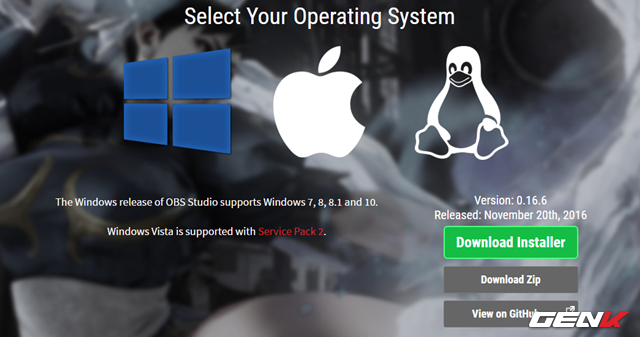 Select Your Operating System
The Windows release of OBS Studio supports Windows 7, 8, 8.1 and 10.
Windows Vista is supported with Service Pack 2.
Version: 0.16.6
Released: November 20th, 2016
Download Installer
Download Zip
View on GitHub
GENK